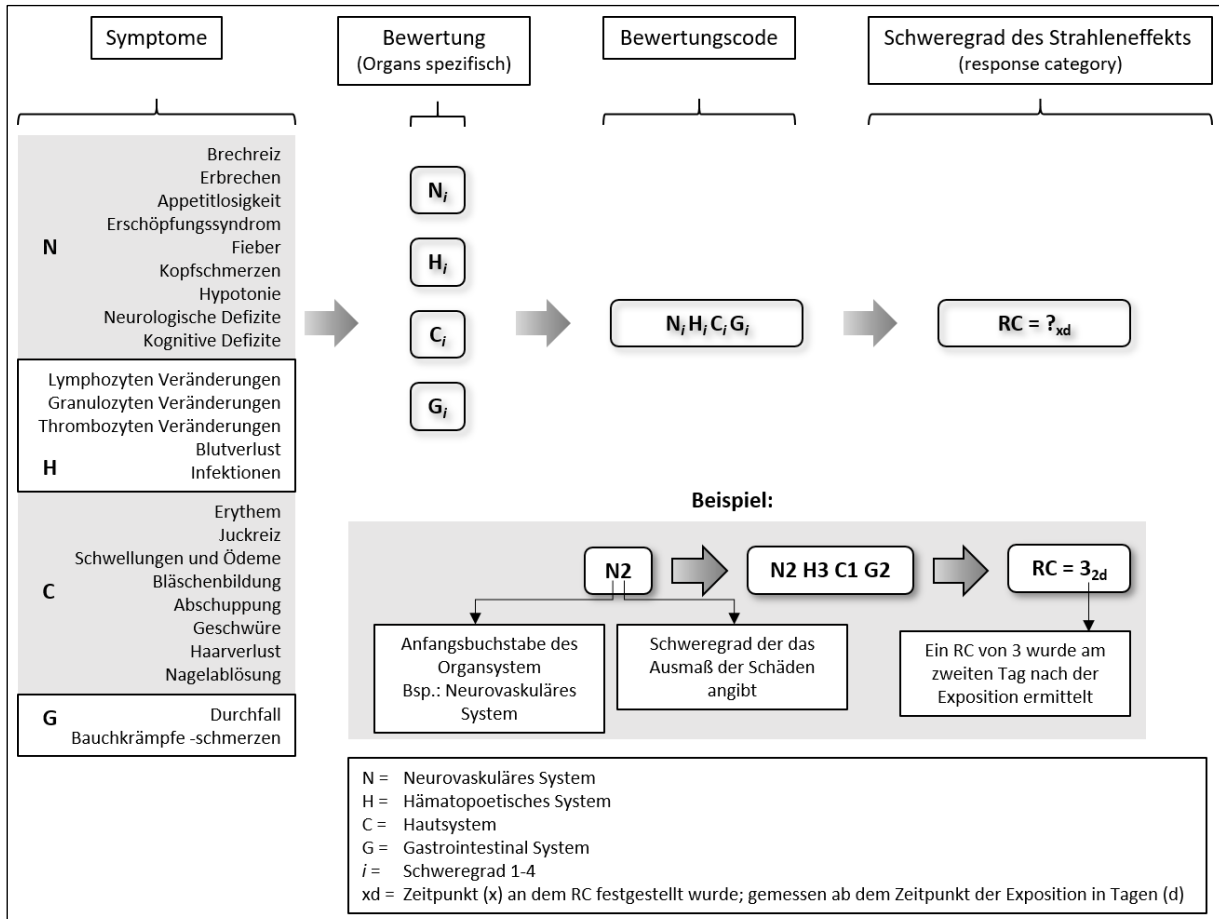 Symptome
Bewertung
(Organs spezifisch)
Bewertungscode
Schweregrad des Strahleneffekts
(response category)
N
Brechreiz
Erbrechen
Appetitlosigkeit
Erschöpfungssyndrom
Fieber
Kopfschmerzen
Hypotonie
Neurologische Defizite
Kognitive Defizite
H
Lymphozyten Veränderungen
Granulozyten Veränderungen
Thrombozyten Veränderungen
Blutverlust
Infektionen
C
Erythem
Juckreiz
Schwellungen und Ödeme
Bläschenbildung
Abschuppung
Geschwüre
Haarverlust
Nagelablösung
G
Durchfall
Bauchkrämpfe -schmerzen
Ni
Hi
Ci
Gi
Ni Hi Ci Gi
RC = ?xd
Beispiel:
N2
N2 H3 C1 G2
RC = 32d
Anfangsbuchstabe des
Organsystem
Bsp.: Neurovaskuläres
System
Schweregrad der das
Ausmaß der Schäden
angibt
Ein RC von 3 wurde am
zweiten Tag nach der
Exposition ermittelt
N = Neurovaskuläres System
H = Hämatopoetisches System
C = Hautsystem
G = Gastrointestinal System
i = Schweregrad 1-4
xd = Zeitpunkt (x) an dem RC festgestellt wurde; gemessen ab dem Zeitpunkt der Exposition in Tagen (d)